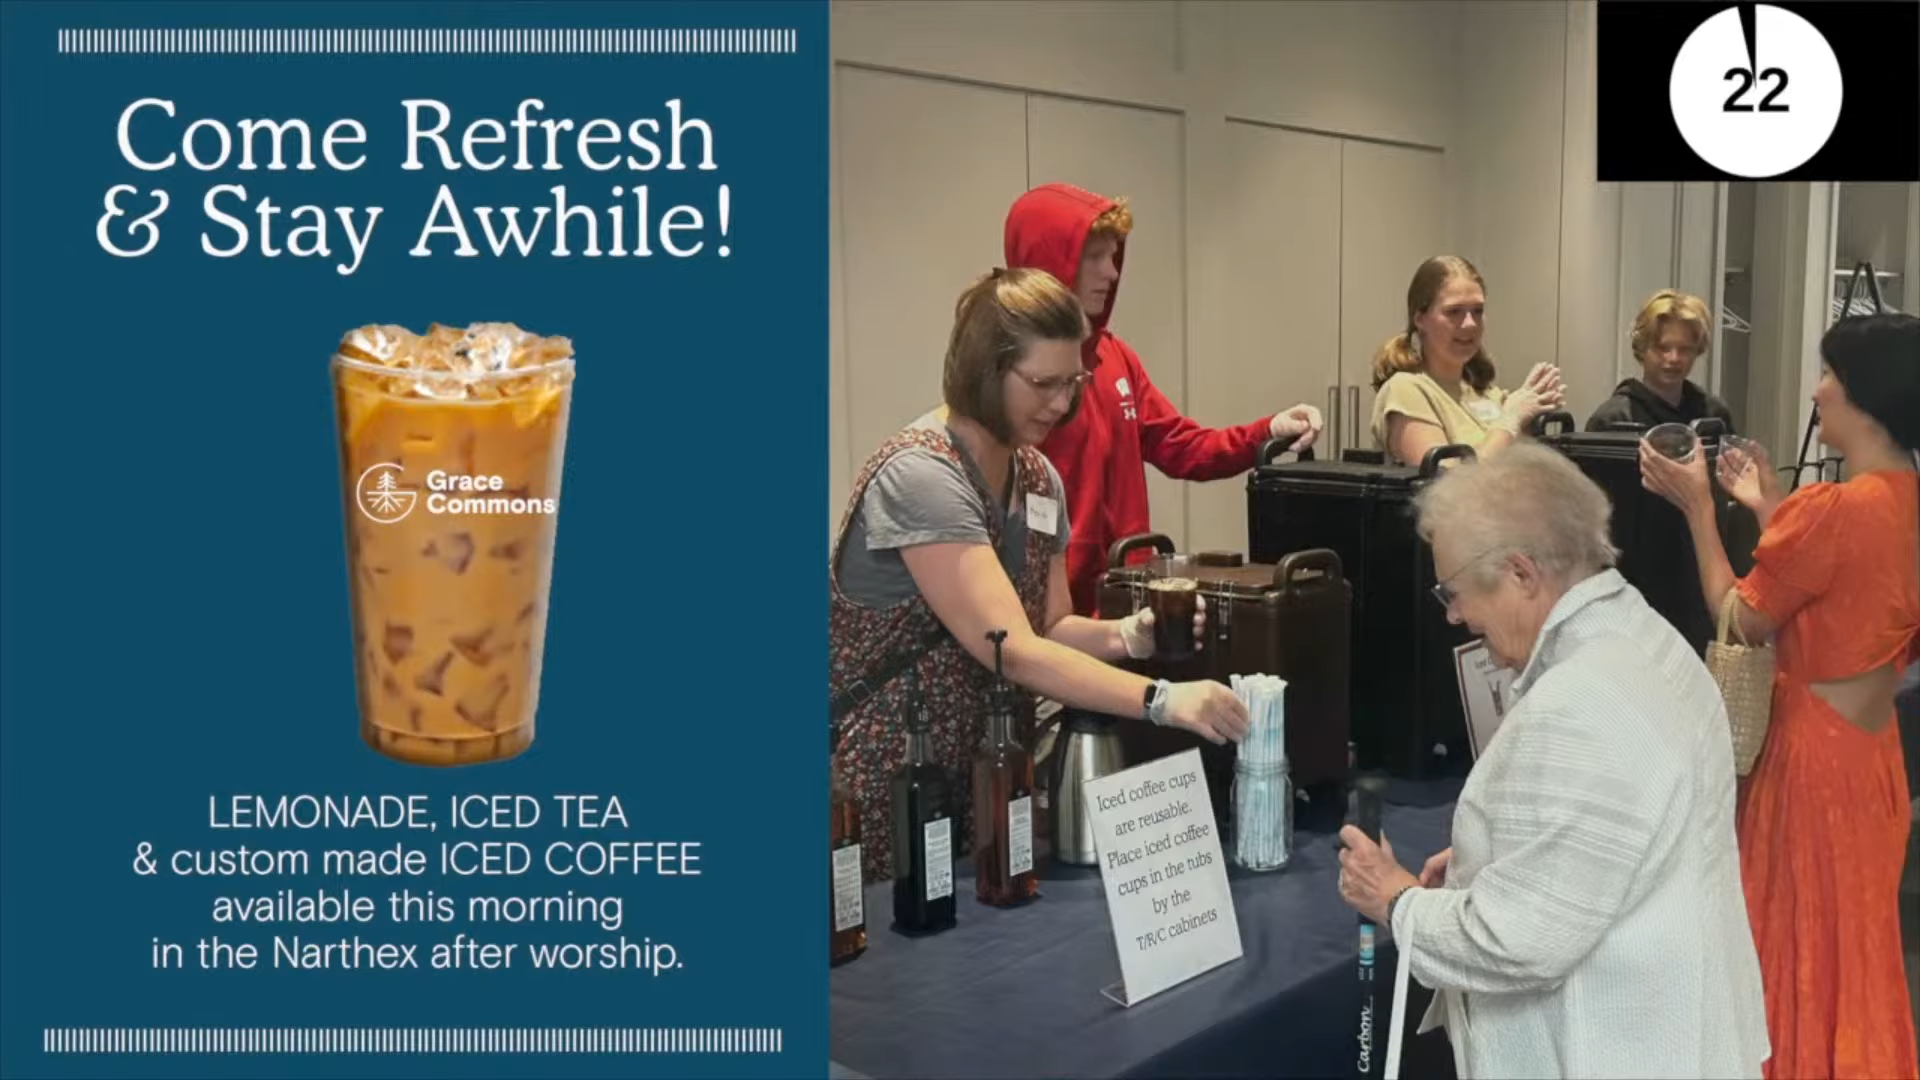 Come Refresh
& Stay Awhile!
Grace
Commons
LEMONADE, ICED TEA
& custom made ICED COFFEE
available this morning
in the Narthex after worship.
22
Iced coffee cups
are reusable.
Place iced coffee
cups in the tubs
by the
T/R/C cabinets
Carbon